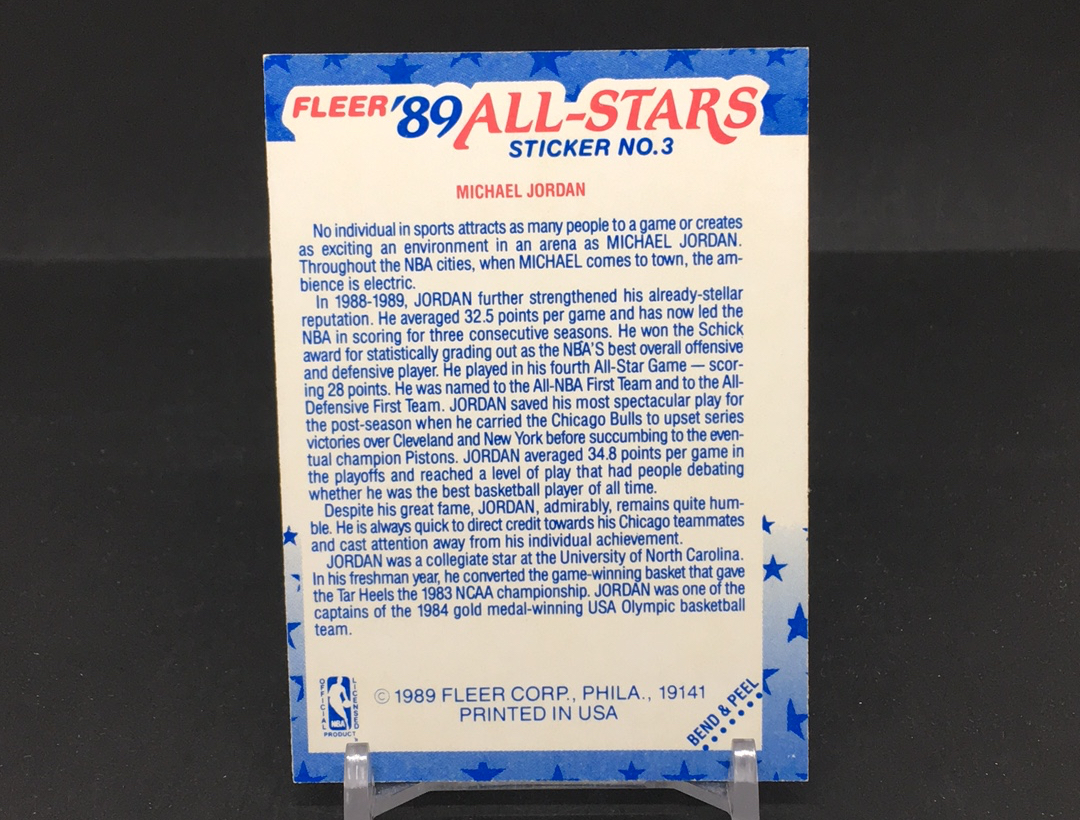 FLEER '89 ALL-STARS
STICKER NO.3
MICHAEL JORDAN
No individual in sports attracts as many people to a game or creates
as exciting an environment in an arena as MICHAEL JORDAN.
Throughout the NBA cities, when MICHAEL comes to town, the am-
bience is electric.
In 1988-1989, JORDAN further strengthened his already-stellar
reputation. He averaged 32.5 points per game and has now led the
NBA in scoring for three consecutive seasons. He won the Schick
award for statistically grading out as the NBA'S best overall offensive
and defensive player. He played in his fourth All-Star Game — scor-
ing 28 points. He was named to the All-NBA First Team and to the All-
Defensive First Team. JORDAN saved his most spectacular play for
the post-season when he carried the Chicago Bulls to upset series
victories over Cleveland and New York before succumbing to the even-
tual champion Pistons. JORDAN averaged 34.8 points per game in
the playoffs and reached a level of play that had people debating
whether he was the best basketball player of all time.
Despite his great fame, JORDAN, admirably, remains quite hum-
ble. He is always quick to direct credit towards his Chicago teammates
and cast attention away from his individual achievement.
JORDAN was a collegiate star at the University of North Carolina.
In his freshman year, he converted the game-winning basket that gave
the Tar Heels the 1983 NCAA championship. JORDAN was one of the
captains of the 1984 gold medal-winning USA Olympic basketball
team.
OFFICIAL
LICENSED
NBA
PRODUCT
© 1989 FLEER CORP., PHILA., 19141
PRINTED IN USA
BEND & PEEL